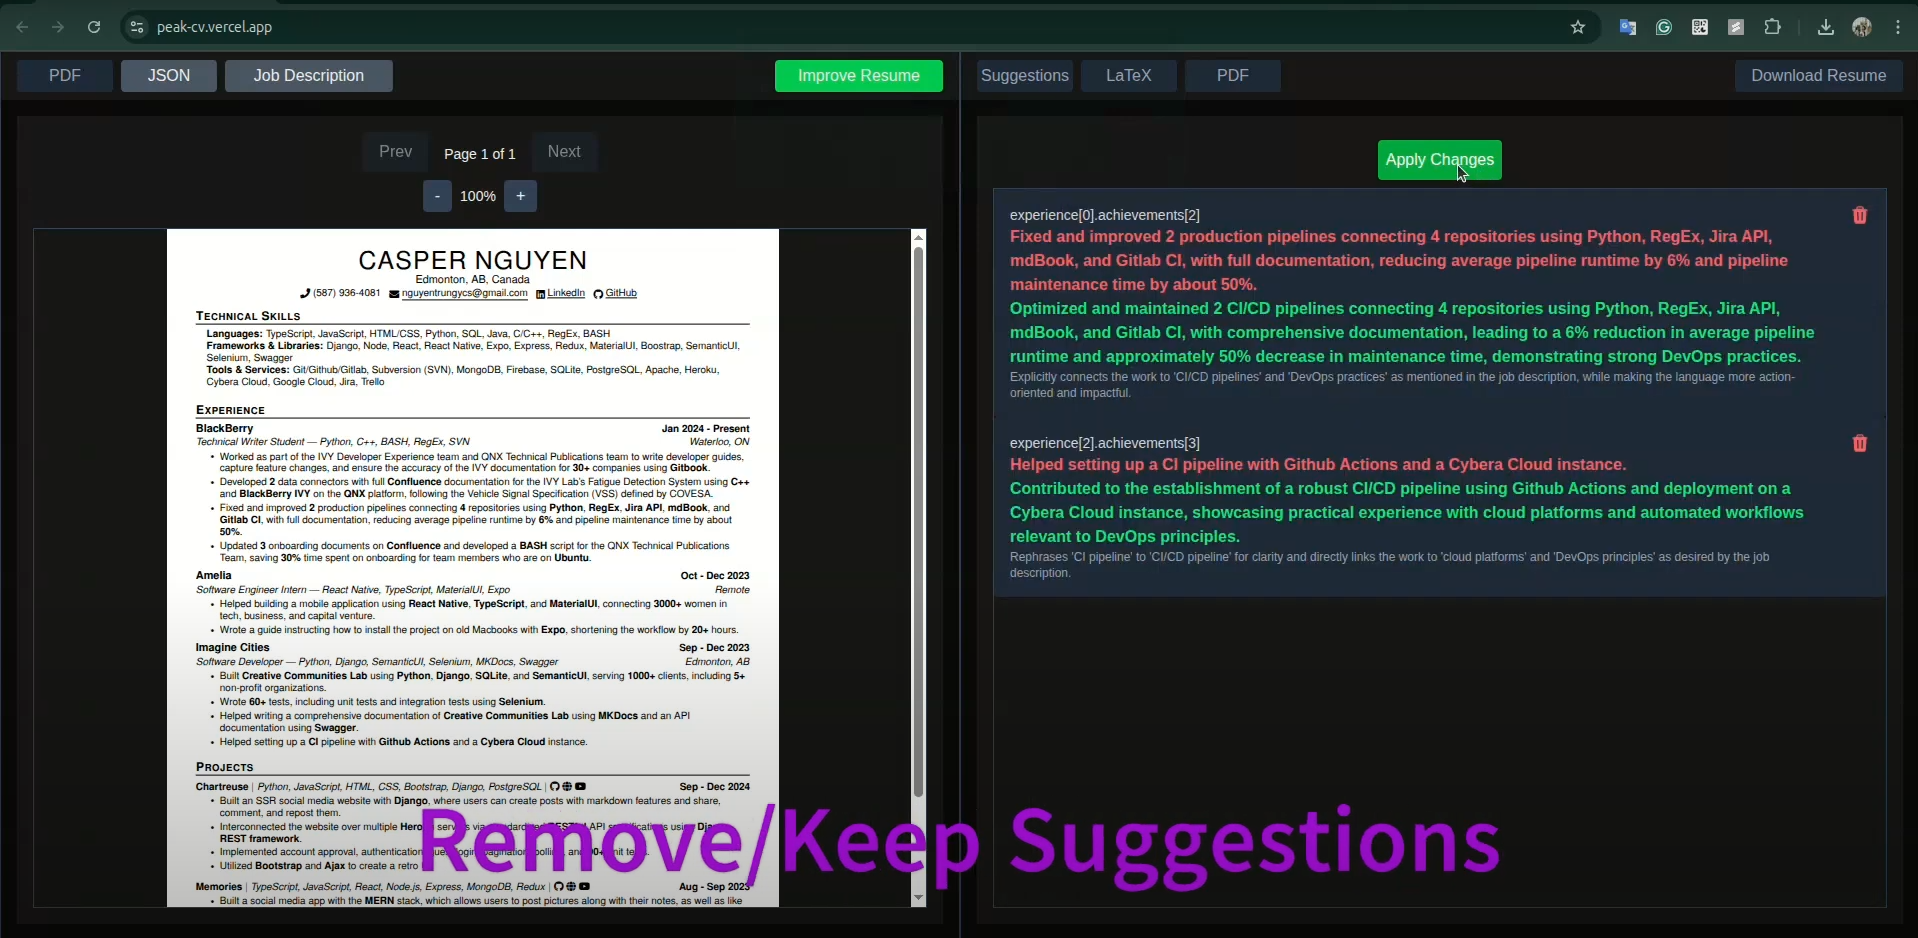 peak-cv.vercel.app
PDF
JSON
Job Description
Improve Resume
Prev
Page 1 of 1
Next
-
100%
+
CASPER NGUYEN
Edmonton, AB, Canada
(587) 936-4081 nguyentrungycs@gmail.com LinkedIn GitHub
TECHNICAL SKILLS
Languages: TypeScript, JavaScript, HTML/CSS, Python, SQL, Java, C/C++, RegEx, BASH
Frameworks & Libraries: Django, Node, React, React Native, Expo, Express, Redux, MaterialUI, Boostrap, SemanticUI,
Selenium, Swagger
Tools & Services: Git/Github/Gitlab, Subversion (SVN), MongoDB, Firebase, SQLite, PostgreSQL, Apache, Heroku,
Cybera Cloud, Google Cloud, Jira, Trello
EXPERIENCE
BlackBerry Jan 2024 - Present
Technical Writer Student — Python, C++, BASH, RegEx, SVN Waterloo, ON
• Worked as part of the IVY Developer Experience team and QNX Technical Publications team to write developer guides,
capture feature changes, and ensure the accuracy of the IVY documentation for 30+ companies using Gitbook.
• Developed 2 data connectors with full Confluence documentation for the IVY Lab's Fatigue Detection System using C++
and BlackBerry IVY on the QNX platform, following the Vehicle Signal Specification (VSS) defined by COVESA.
• Fixed and improved 2 production pipelines connecting 4 repositories using Python, RegEx, Jira API, mdBook, and
Gitlab CI, with full documentation, reducing average pipeline runtime by 6% and pipeline maintenance time by about
50%.
• Updated 3 onboarding documents on Confluence and developed a BASH script for the QNX Technical Publications
Team, saving 30% time spent on onboarding for team members who are on Ubuntu.
Amelia Oct - Dec 2023
Software Engineer Intern — React Native, TypeScript, MaterialUI, Expo Remote
• Helped building a mobile application using React Native, TypeScript, and MaterialUI, connecting 3000+ women in
tech, business, and capital venture.
• Wrote a guide instructing how to install the project on old Macbooks with Expo, shortening the workflow by 20+ hours.
Imagine Cities Sep - Dec 2023
Software Developer — Python, Django, SemanticUI, Selenium, MKDocs, Swagger Edmonton, AB
• Built Creative Communities Lab using Python, Django, SQLite, and SemanticUI, serving 1000+ clients, including 5+
non-profit organizations.
• Wrote 60+ tests, including unit tests and integration tests using Selenium.
• Helped writing a comprehensive documentation of Creative Communities Lab using MKDocs and an API
documentation using Swagger.
• Helped setting up a CI pipeline with Github Actions and a Cybera Cloud instance.
PROJECTS
Chartreuse | Python, JavaScript, HTML, CSS, Bootstrap, Django, PostgreSQL | Sep - Dec 2024
• Built an SSR social media website with Django, where users can create posts with markdown features and share,
comment, and repost them.
• Interconnected the website over multiple API using
REST framework.
• Implemented account approval, authentication and
• Utilized Bootstrap and Ajax to create a retro
Memories | TypeScript, JavaScript, React, Node.js, Express, MongoDB, Redux | Aug - Sep 2023
• Built a social media app with the MERN stack, which allows users to post pictures along with their notes, as well as like
Suggestions
LaTeX
PDF
Download Resume
Apply Changes
experience[0].achievements[2]
Fixed and improved 2 production pipelines connecting 4 repositories using Python, RegEx, Jira API,
mdBook, and Gitlab CI, with full documentation, reducing average pipeline runtime by 6% and pipeline
maintenance time by about 50%.
Optimized and maintained 2 CI/CD pipelines connecting 4 repositories using Python, RegEx, Jira API,
mdBook, and Gitlab CI, with comprehensive documentation, leading to a 6% reduction in average pipeline
runtime and approximately 50% decrease in maintenance time, demonstrating strong DevOps practices.
Explicitly connects the work to 'CI/CD pipelines' and 'DevOps practices' as mentioned in the job description, while making the language more action-
oriented and impactful.
experience[2].achievements[3]
Helped setting up a CI pipeline with Github Actions and a Cybera Cloud instance.
Contributed to the establishment of a robust CI/CD pipeline using Github Actions and deployment on a
Cybera Cloud instance, showcasing practical experience with cloud platforms and automated workflows
relevant to DevOps principles.
Rephrases 'CI pipeline' to 'CI/CD pipeline' for clarity and directly links the work to 'cloud platforms' and 'DevOps principles' as desired by the job
description.
Remove/Keep Suggestions